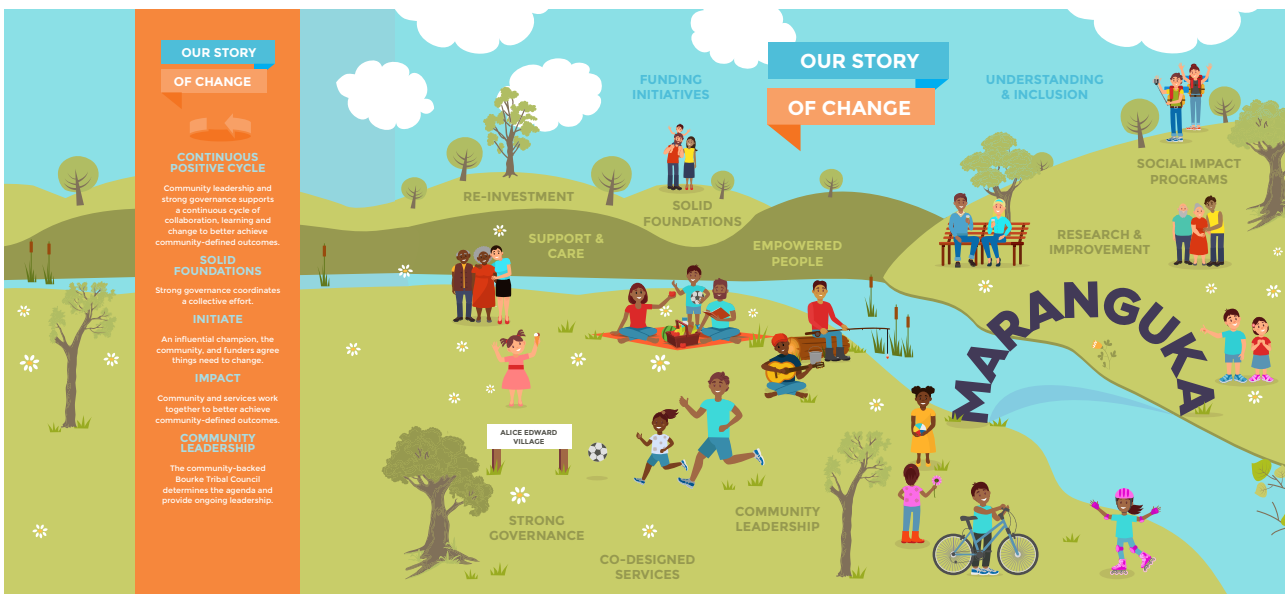 OUR STORY
OF CHANGE
CONTINUOUS
POSITIVE CYCLE
Community leadership and
strong governance supports
a continuous cycle of
collaboration, learning and
change to better achieve
community-defined outcomes.
SOLID
FOUNDATIONS
Strong governance coordinates
a collective effort.
INITIATE
An influential champion, the
community, and funders agree
things need to change.
IMPACT
Community and services work
together to better achieve
community-defined outcomes.
COMMUNITY
LEADERSHIP
The community-backed
Bourke Tribal Council
determines the agenda and
provide ongoing leadership.
OUR STORY
OF CHANGE
FUNDING
INITIATIVES
UNDERSTANDING
& INCLUSION
SOCIAL IMPACT
PROGRAMS
RE-INVESTMENT
SOLID
FOUNDATIONS
SUPPORT &
CARE
EMPOWERED
PEOPLE
RESEARCH &
IMPROVEMENT
MARANGUKA
ALICE EDWARD
VILLAGE
STRONG
GOVERNANCE
COMMUNITY
LEADERSHIP
CO-DESIGNED
SERVICES